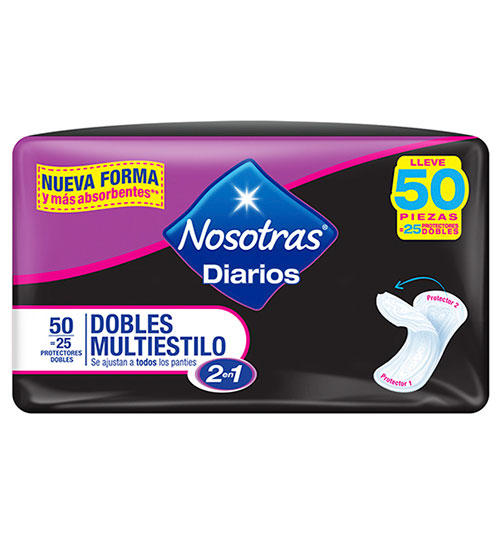 NUEVA FORMA
y más absorbentes**
LLEVE
50
PIEZAS
=25 PROTECTORES DOBLES
Nosotras®
Diarios
50
=25
PROTECTORES
DOBLES
DOBLES
MULTIESTILO
Se ajustan a todos los panties
2en1
Protector 2
Protector 1